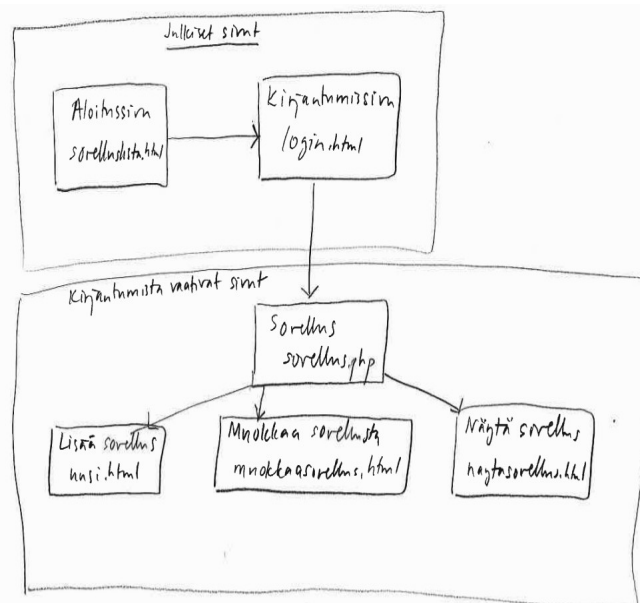 Julkiset sivut
Aloitussivu
sovelluslista.html
Kirjautumissivu
login.html
Kirjautumista vaativat sivut
Sovellus
sovellus.php
Lisää sovellus
uusi.html
Muokkaa sovellusta
muokkaasovellus.html
Näytä sovellus
naytasovellus.html